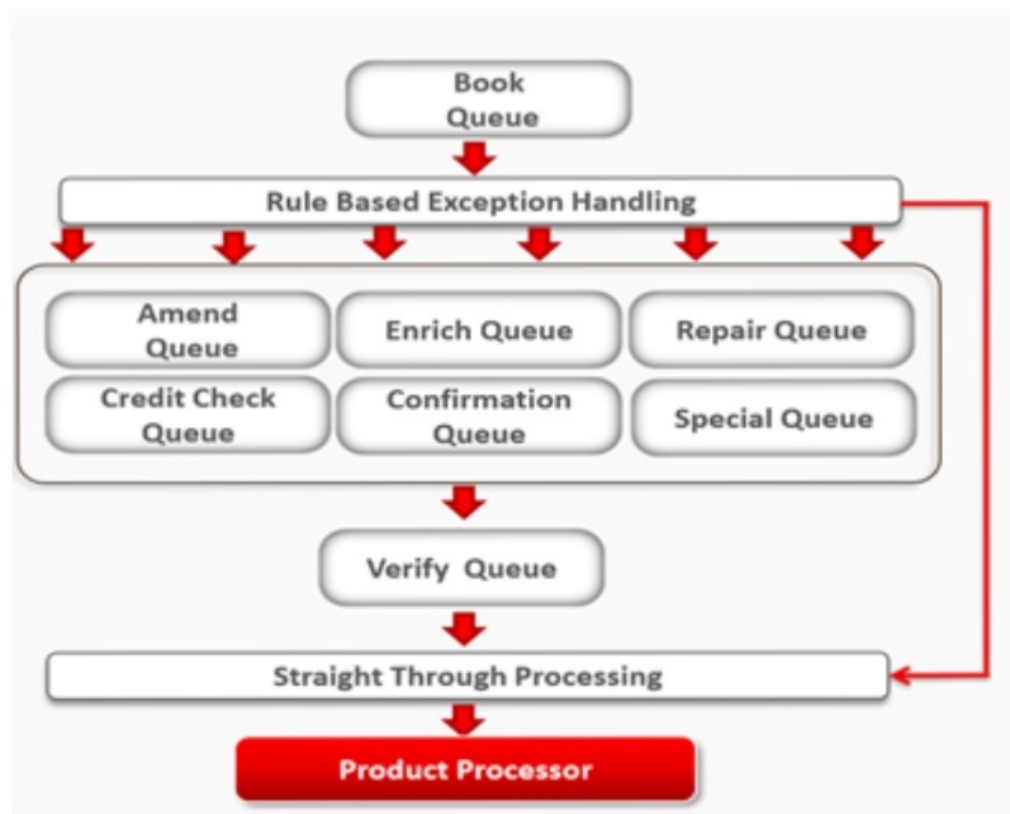 Book
Queue
Rule Based Exception Handling
Amend
Queue
Enrich Queue
Repair Queue
Credit Check
Queue
Confirmation
Queue
Special Queue
Verify Queue
Straight Through Processing
Product Processor